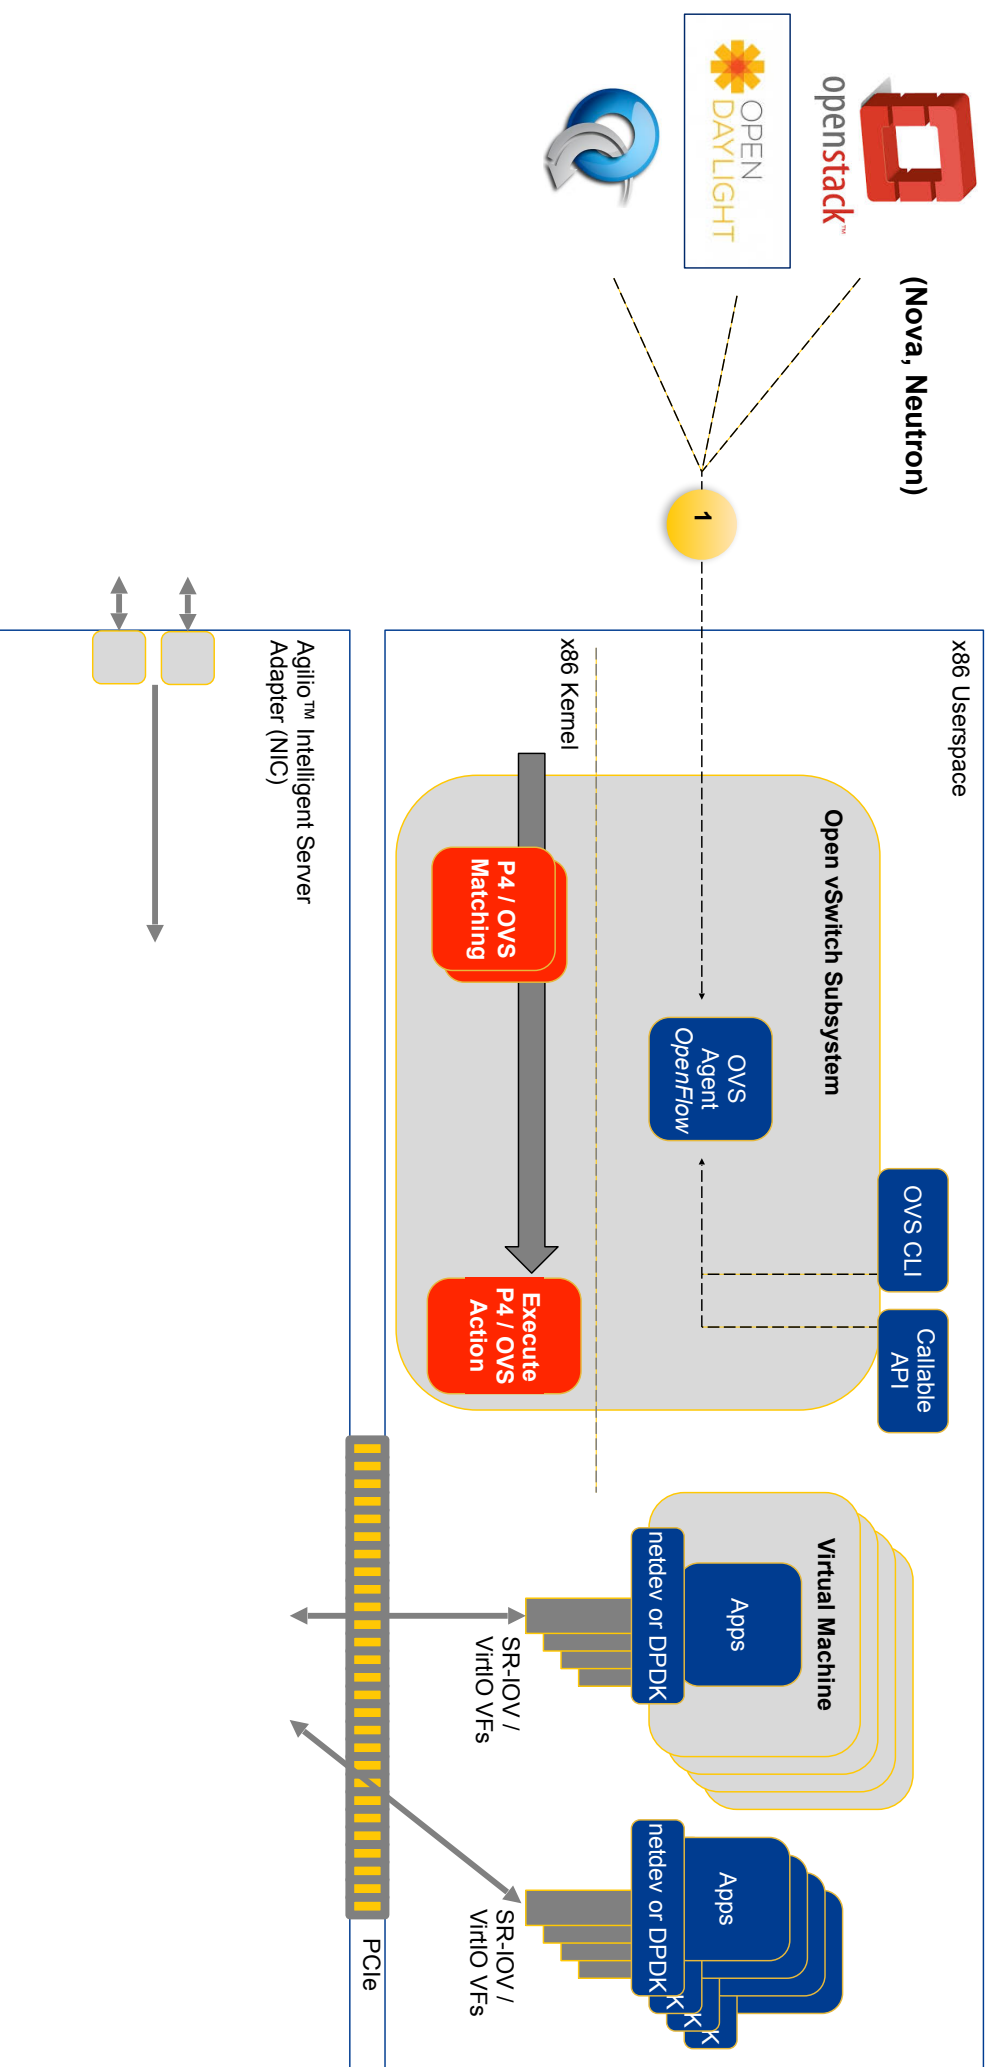 openstack™
(Nova, Neutron)
OPEN
DAYLIGHT
1
x86 Userspace
Open vSwitch Subsystem
OVS CLI
Callable
API
OVS
Agent
OpenFlow
x86 Kernel
P4 / OVS
Matching
Execute
P4 / OVS
Action
Virtual Machine
Apps
netdev or DPDK
SR-IOV /
VirtIO VFs
Apps
netdev or DPDK
K
K
K
SR-IOV /
VirtIO VFs
PCIe
Agilio™ Intelligent Server
Adapter (NIC)